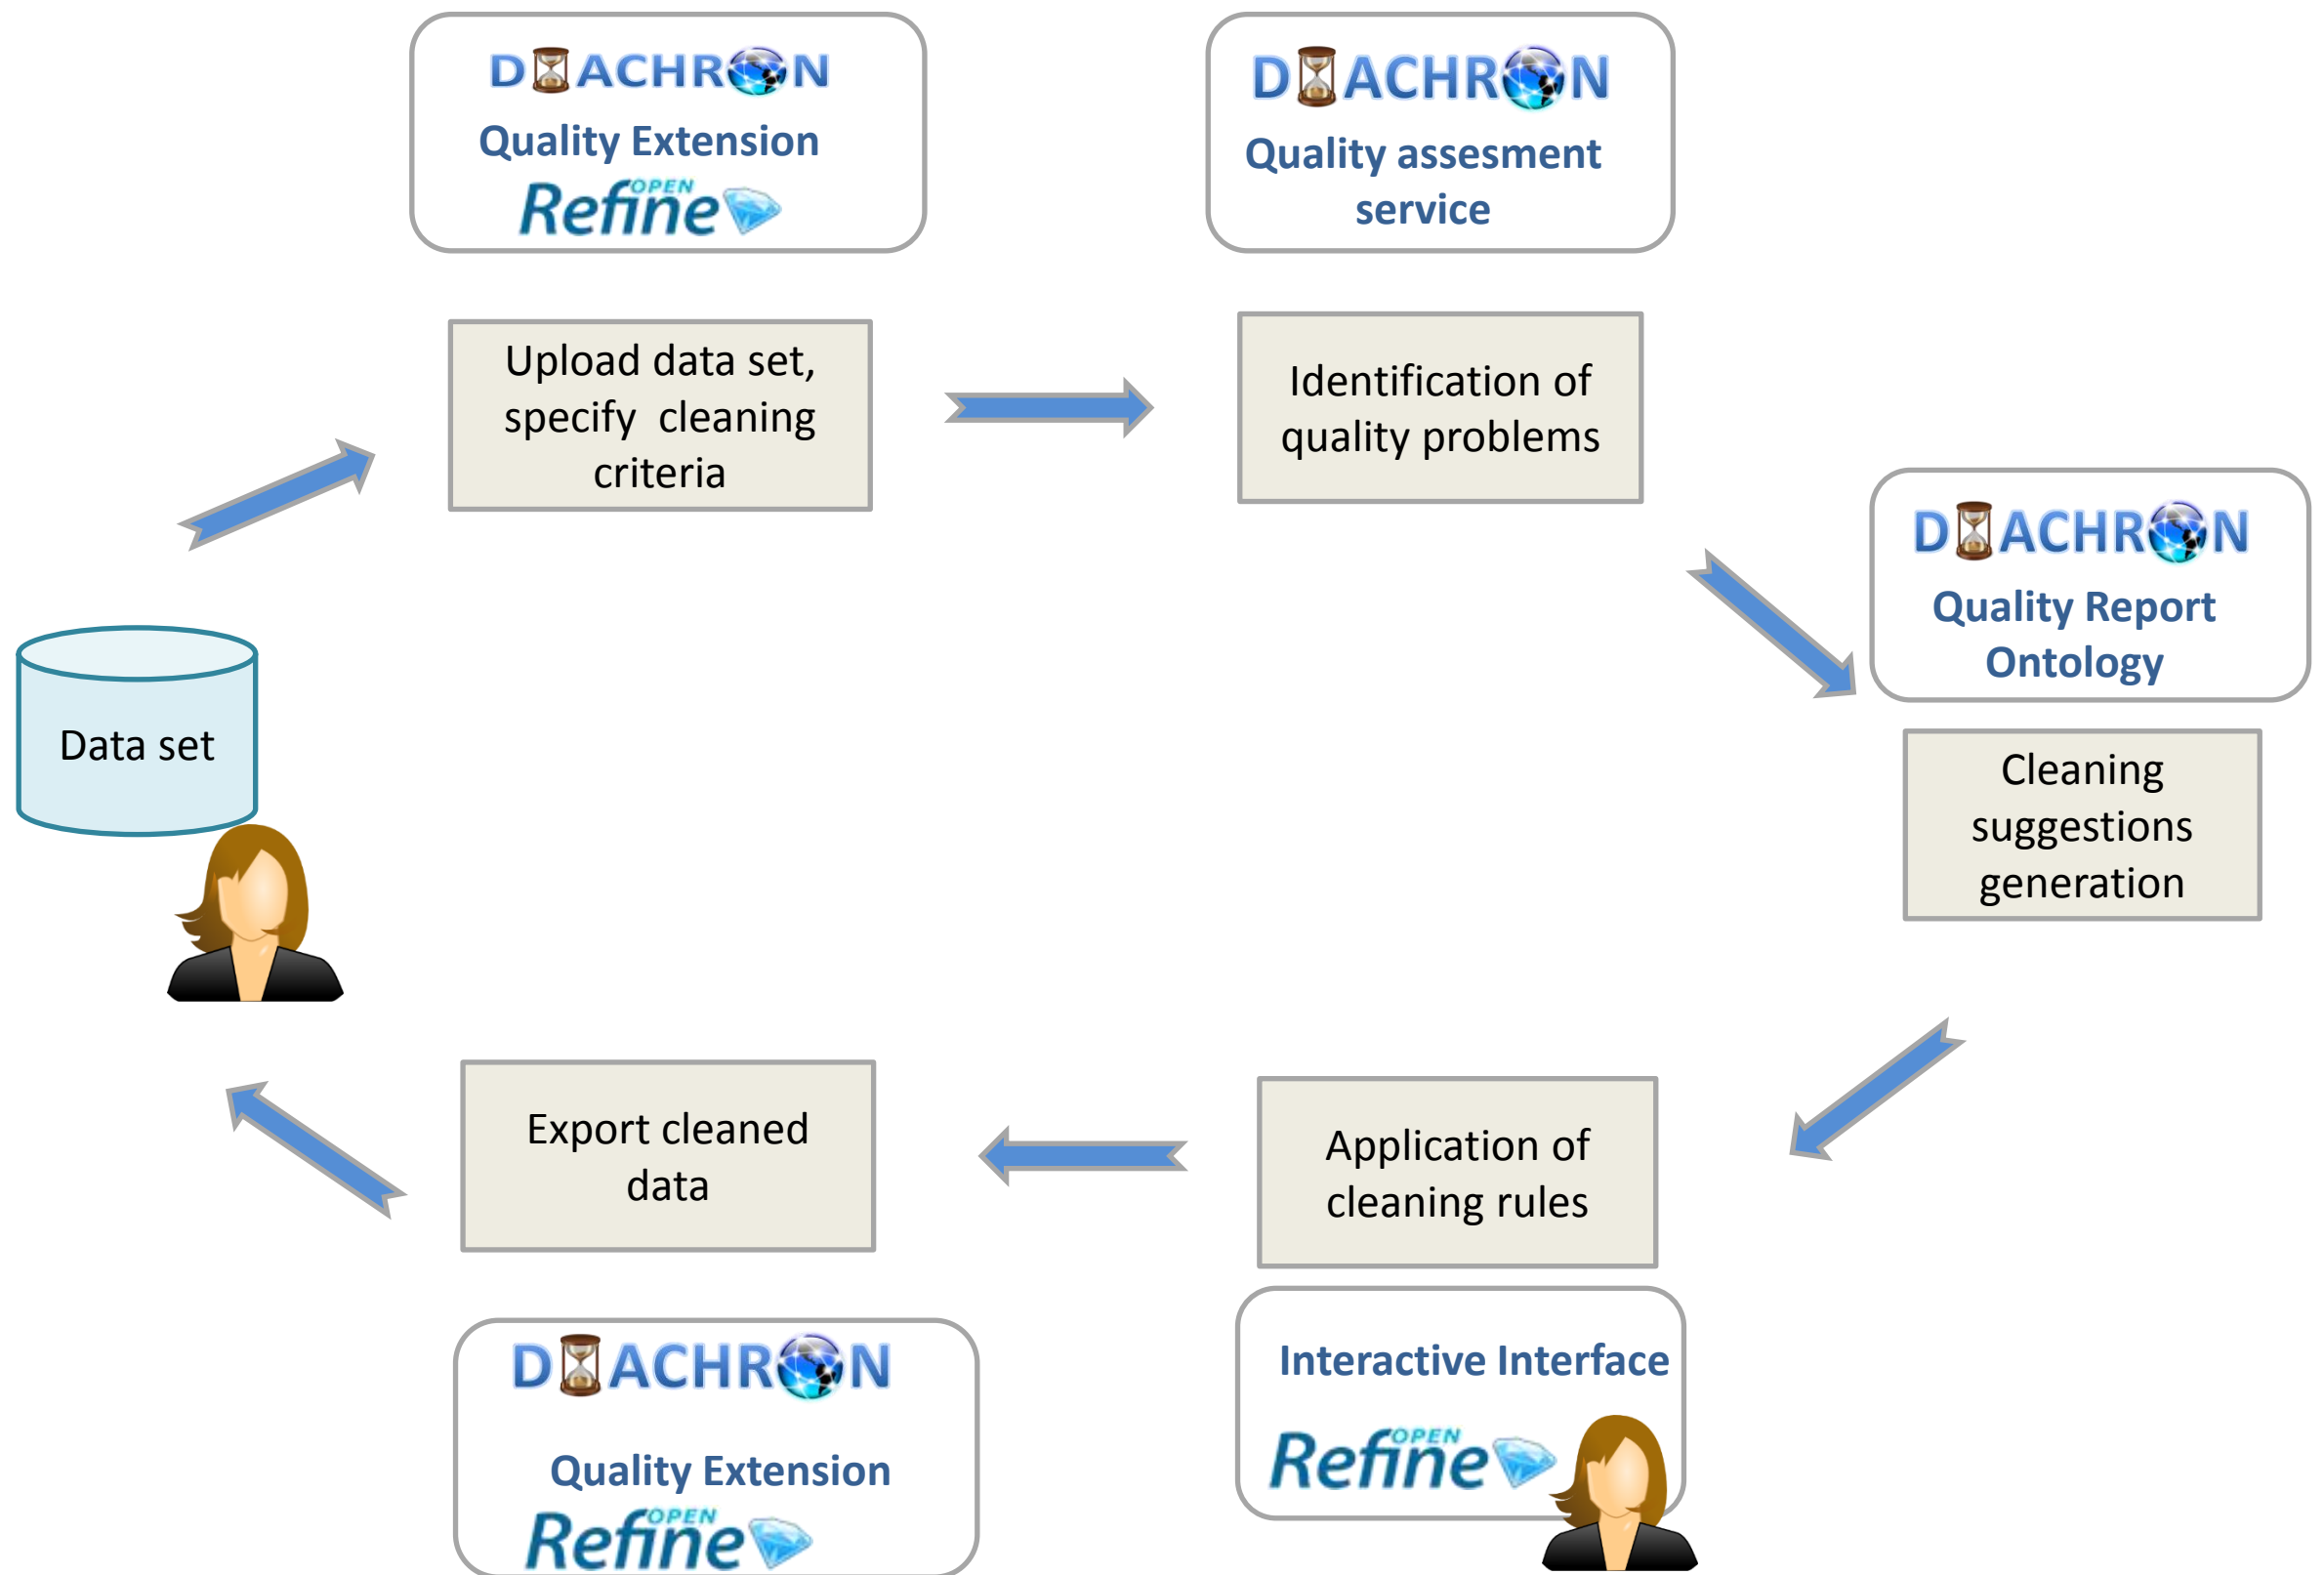 DIACHRON
Quality Extension
OPEN
Refine
DIACHRON
Quality assesment
service
Upload data set,
specify cleaning
criteria
Identification of
quality problems
DIACHRON
Quality Report
Ontology
Data set
Cleaning
suggestions
generation
Export cleaned
data
Application of
cleaning rules
DIACHRON
Quality Extension
OPEN
Refine
Interactive Interface
OPEN
Refine